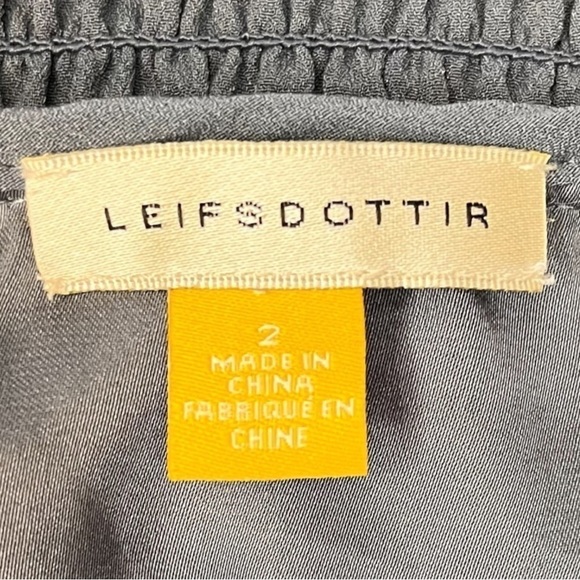 LEIFSDOTTIR
2
MADE IN
CHINA
FABRIQUÉ EN
CHINE